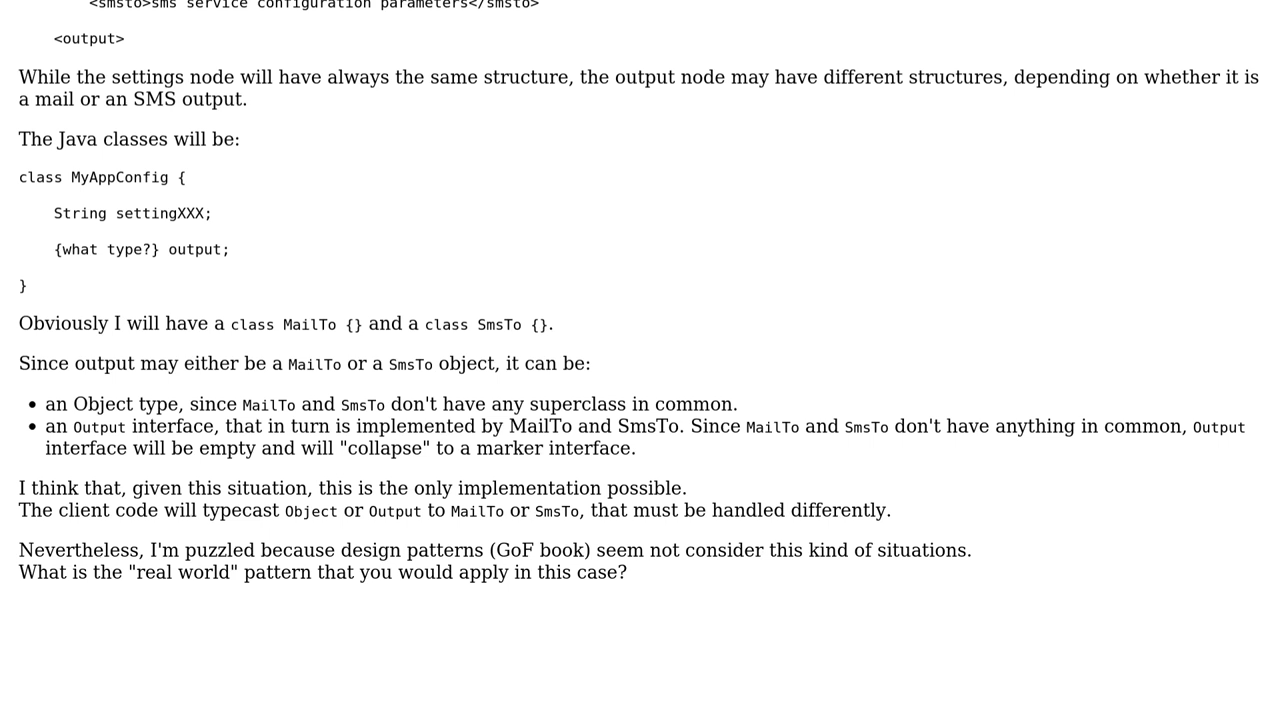 <smsto>sms service configuration parameters</smsto>
<output>
While the settings node will have always the same structure, the output node may have different structures, depending on whether it is
a mail or an SMS output.
The Java classes will be:
class MyAppConfig {
String settingXXX;
{what type?} output;
}
Obviously I will have a class MailTo {} and a class SmsTo {}.
Since output may either be a MailTo or a SmsTo object, it can be:
• an Object type, since MailTo and SmsTo don't have any superclass in common.
• an Output interface, that in turn is implemented by MailTo and SmsTo. Since MailTo and SmsTo don't have anything in common, Output
interface will be empty and will "collapse" to a marker interface.
I think that, given this situation, this is the only implementation possible.
The client code will typecast Object or Output to MailTo or SmsTo, that must be handled differently.
Nevertheless, I'm puzzled because design patterns (GoF book) seem not consider this kind of situations.
What is the "real world" pattern that you would apply in this case?